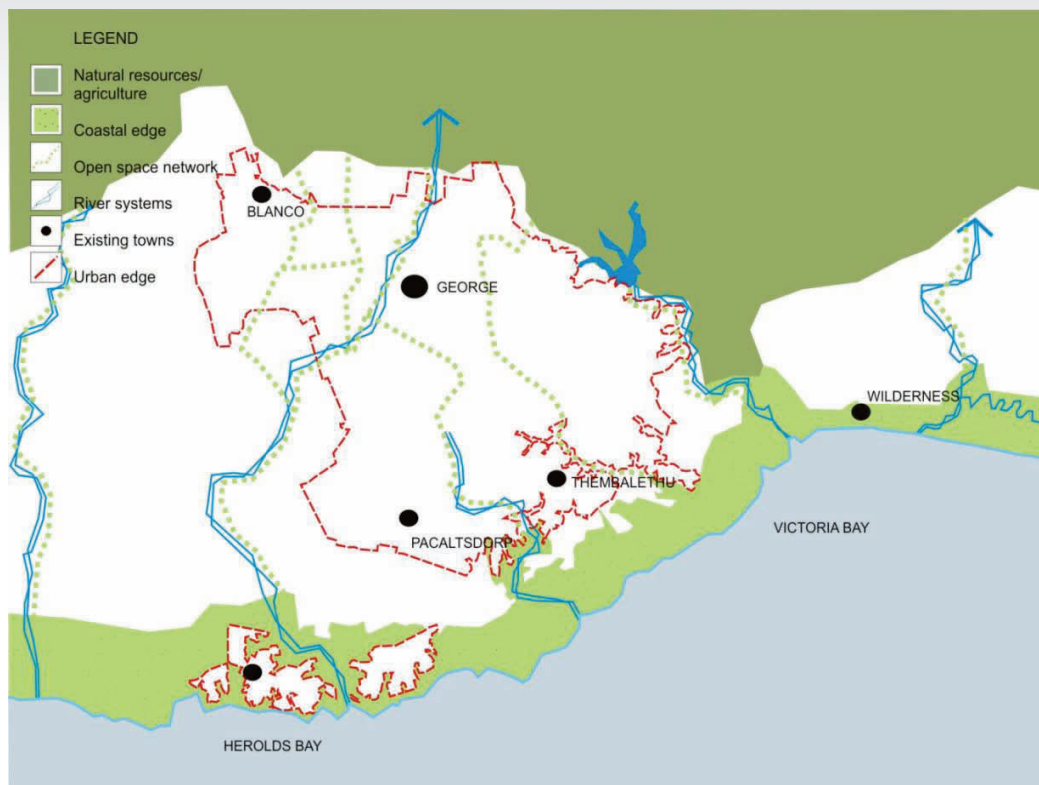 LEGEND
Natural resources/
agriculture
Coastal edge
Open space network
River systems
Existing towns
Urban edge
BLANCO
GEORGE
WILDERNESS
THEMBALETHU
PACALTSDORP
VICTORIA BAY
HEROLDS BAY